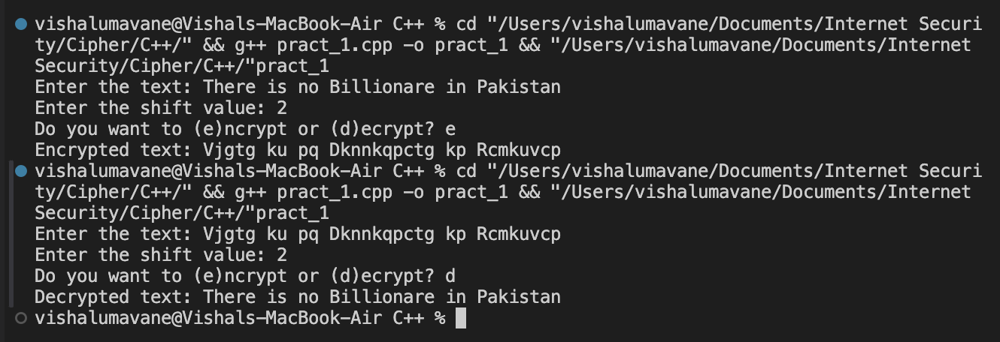 vishalumavane@Vishals-MacBook-Air C++ % cd "/Users/vishalumavane/Documents/Internet Securi
ty/Cipher/C++/" && g++ pract_1.cpp -o pract_1 && "/Users/vishalumavane/Documents/Internet
Security/Cipher/C++/"pract_1
Enter the text: There is no Billionare in Pakistan
Enter the shift value: 2
Do you want to (e)ncrypt or (d)ecrypt? e
Encrypted text: Vjgtg ku pq Dknnkqpctg kp Rcmkuvcp
vishalumavane@Vishals-MacBook-Air C++ % cd "/Users/vishalumavane/Documents/Internet Securi
ty/Cipher/C++/" && g++ pract_1.cpp -o pract_1 && "/Users/vishalumavane/Documents/Internet
Security/Cipher/C++/"pract_1
Enter the text: Vjgtg ku pq Dknnkqpctg kp Rcmkuvcp
Enter the shift value: 2
Do you want to (e)ncrypt or (d)ecrypt? d
Decrypted text: There is no Billionare in Pakistan
vishalumavane@Vishals-MacBook-Air C++ %